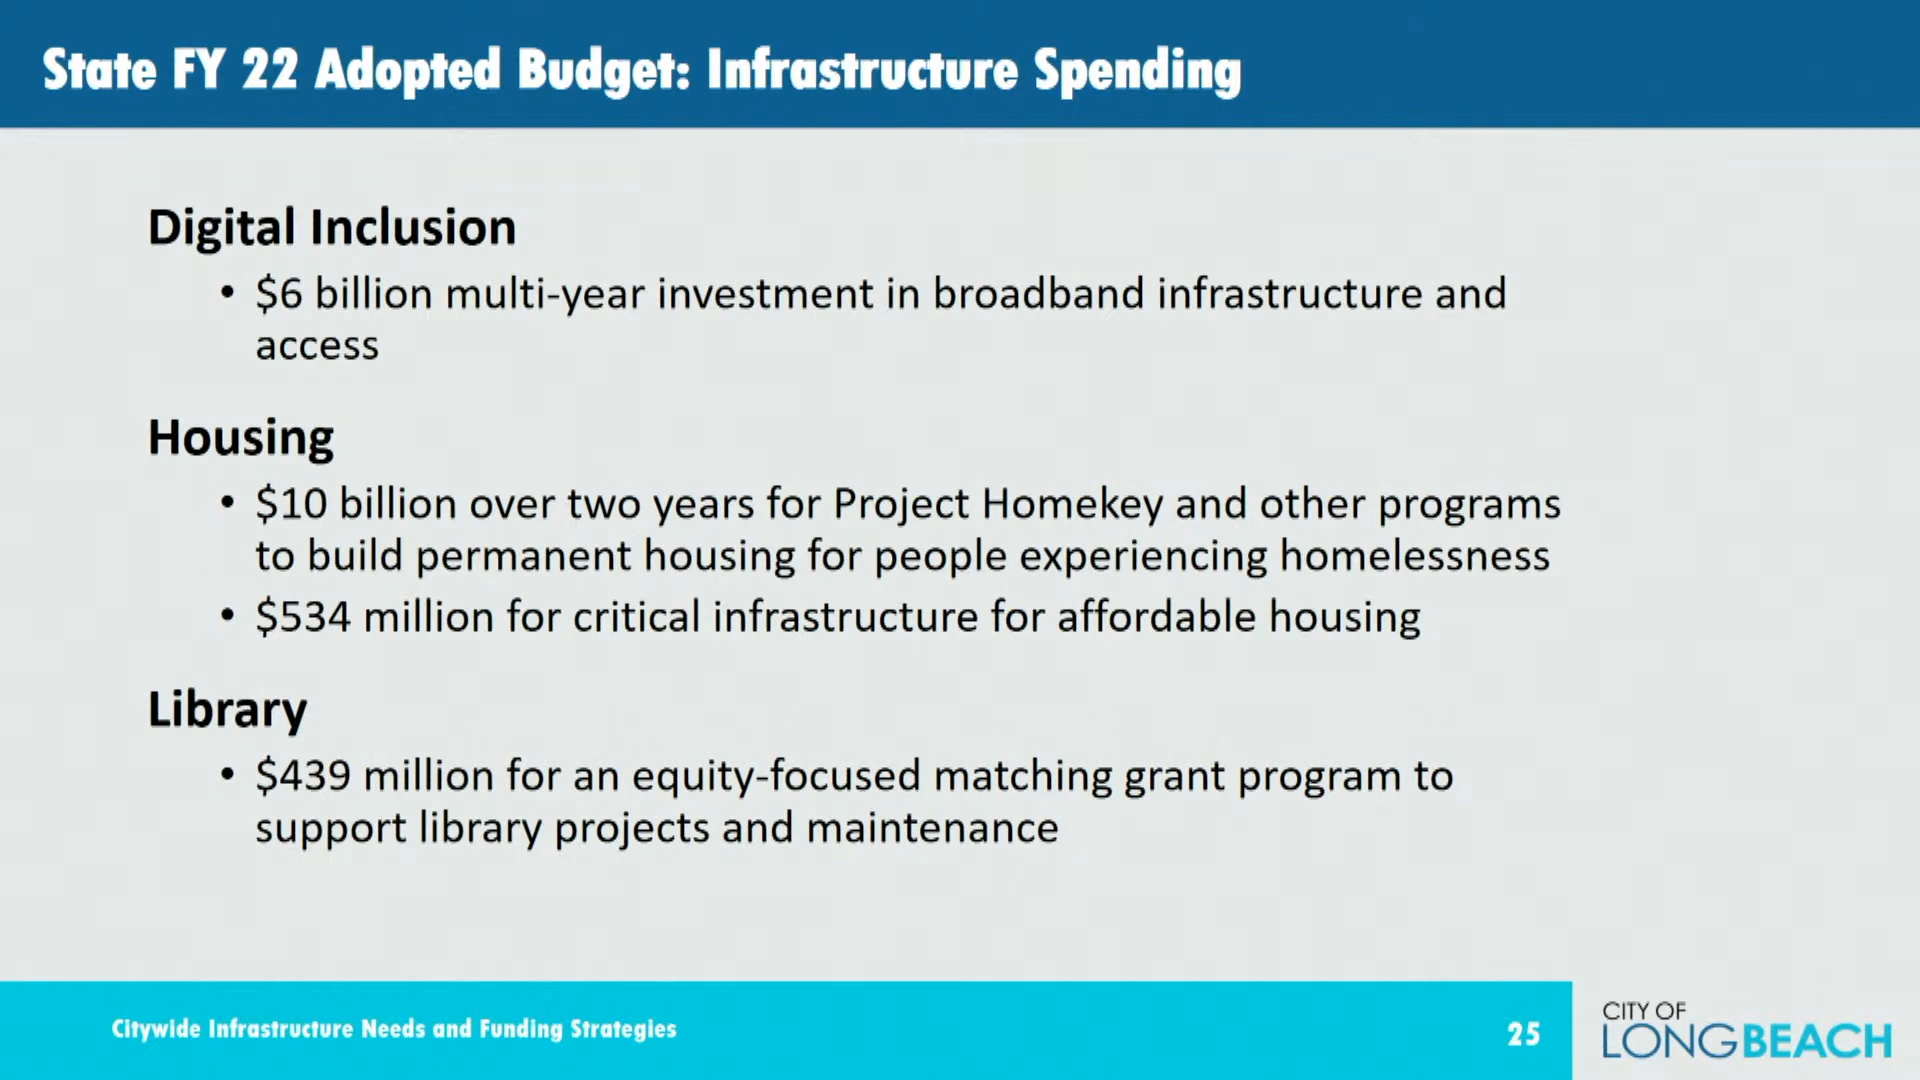 State FY 22 Adopted Budget: Infrastructure Spending
Digital Inclusion
• $6 billion multi-year investment in broadband infrastructure and
access
Housing
• $10 billion over two years for Project Homekey and other programs
to build permanent housing for people experiencing homelessness
• $534 million for critical infrastructure for affordable housing
Library
• $439 million for an equity-focused matching grant program to
support library projects and maintenance
Citywide Infrastructure Needs and Funding Strategies
25
CITY OF
LONGBEACH